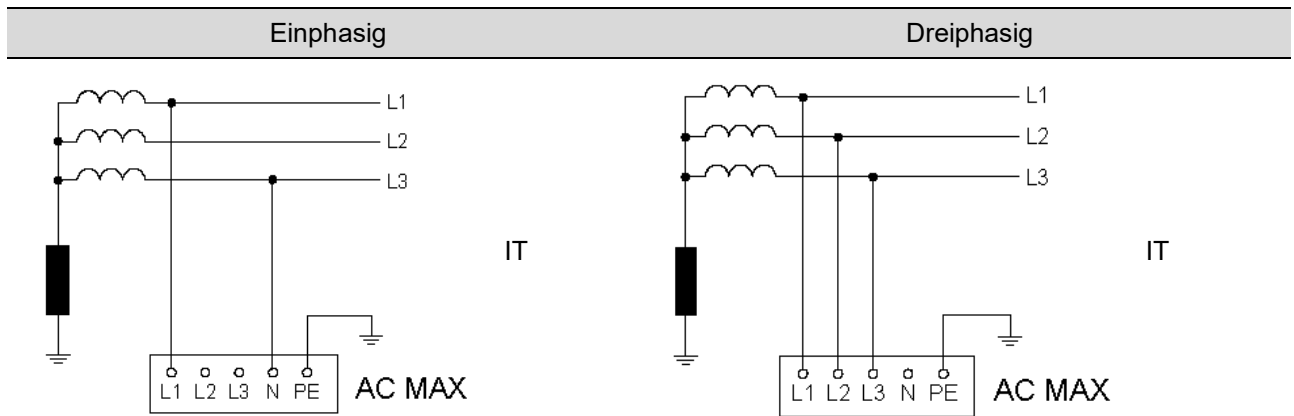 Einphasig
Dreiphasig
L1
L2
L3
IT
L1 L2 L3 N PE
AC MAX
L1
L2
L3
IT
L1 L2 L3 N PE
AC MAX